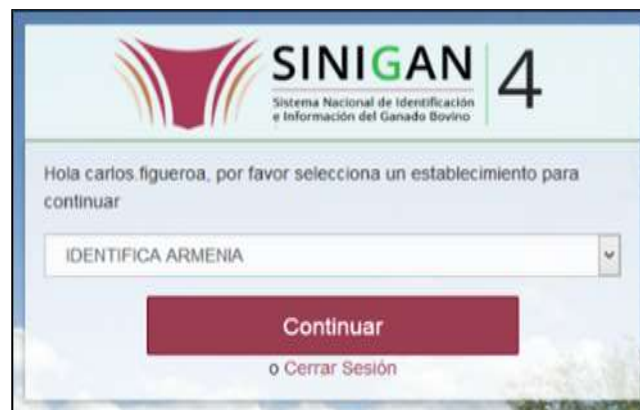 SINIGAN 4
Sistema Nacional de Identificación
e Información del Ganado Bovino
Hola carlos.figueroa, por favor selecciona un establecimiento para
continuar
IDENTIFICA ARMENIA
Continuar
o Cerrar Sesión